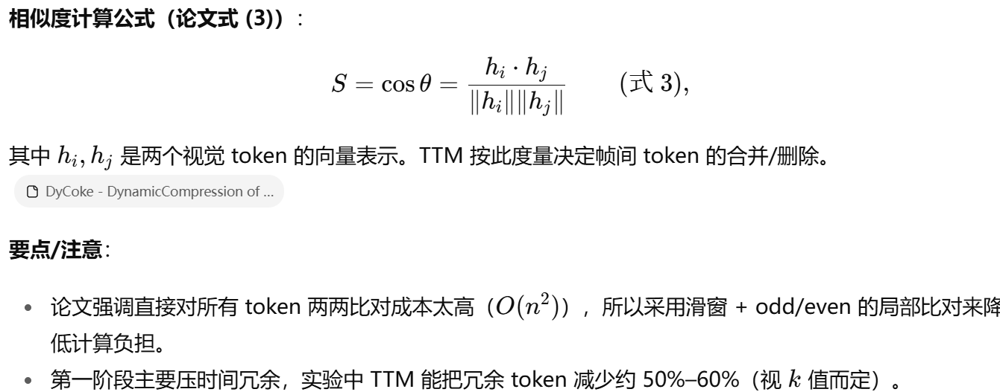 相似度计算公式（论文式 (3)）：
S = cos θ = \frac{h_i · h_j}{‖h_i‖‖h_j‖} (式 3),
其中 h_i, h_j 是两个视觉 token 的向量表示。TTM 按此度量决定帧间 token 的合并/删除。
DyCoke - DynamicCompression of ...
要点/注意：
• 论文强调直接对所有 token 两两比对成本太高（O(n²)），所以采用滑窗 + odd/even 的局部比对来降
低计算负担。
• 第一阶段主要压时间冗余，实验中 TTM 能把冗余 token 减少约 50%–60%（视 k 值而定）。